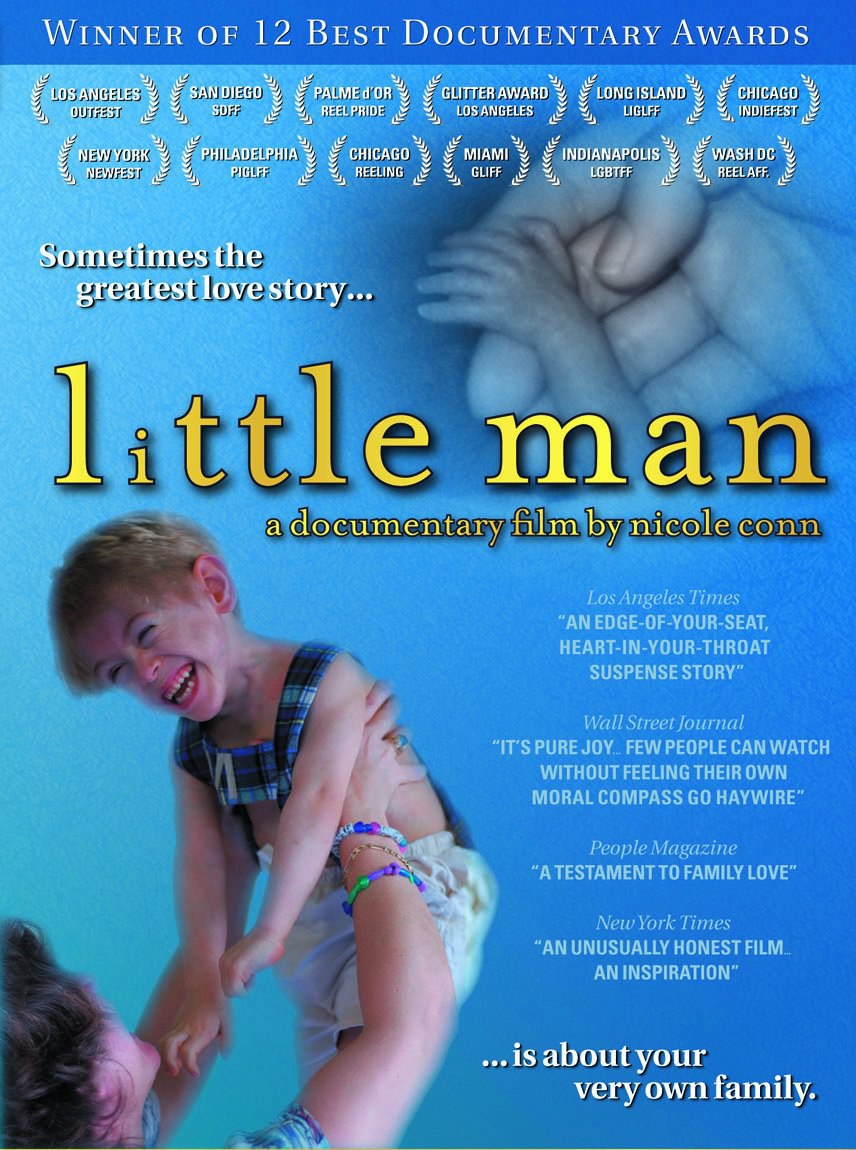 WINNER OF 12 BEST DOCUMENTARY AWARDS
LOS ANGELES SAN DIEGO PALME d'OR GLITTER AWARD LONG ISLAND CHICAGO
OUTFEST SDFF REEL PRIDE LOS ANGELES LIGLFF INDIEFEST
NEW YORK PHILADELPHIA CHICAGO MIAMI INDIANAPOLIS WASH DC
NEWFEST PIGLFF REELING GLIFF LGBTFF REEL AFF.
Sometimes the
greatest love story...
little man
a documentary film by nicole conn
Los Angeles Times
"AN EDGE-OF-YOUR-SEAT,
HEART-IN-YOUR-THROAT
SUSPENSE STORY"
Wall Street Journal
"IT'S PURE JOY... FEW PEOPLE CAN WATCH
WITHOUT FEELING THEIR OWN
MORAL COMPASS GO HAYWIRE"
People Magazine
"A TESTAMENT TO FAMILY LOVE"
New York Times
"AN UNUSUALLY HONEST FILM...
AN INSPIRATION"
...is about your
very own family.